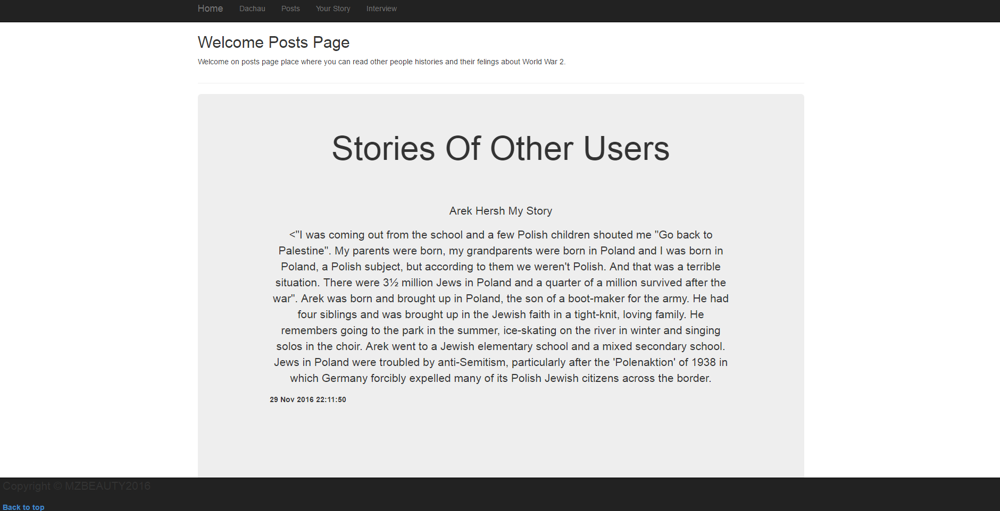 Home Dachau Posts Your Story Interview
Welcome Posts Page
Welcome on posts page place where you can read other people histories and their felings about World War 2.
Stories Of Other Users
Arek Hersh My Story
<"I was coming out from the school and a few Polish children shouted me "Go back to
Palestine". My parents were born, my grandparents were born in Poland and I was born in
Poland, a Polish subject, but according to them we weren't Polish. And that was a terrible
situation. There were 3½ million Jews in Poland and a quarter of a million survived after the
war". Arek was born and brought up in Poland, the son of a boot-maker for the army. He had
four siblings and was brought up in the Jewish faith in a tight-knit, loving family. He
remembers going to the park in the summer, ice-skating on the river in winter and singing
solos in the choir. Arek went to a Jewish elementary school and a mixed secondary school.
Jews in Poland were troubled by anti-Semitism, particularly after the 'Polenaktion' of 1938 in
which Germany forcibly expelled many of its Polish Jewish citizens across the border.
29 Nov 2016 22:11:50
Copyright © MZBEAUTY2016
Back to top